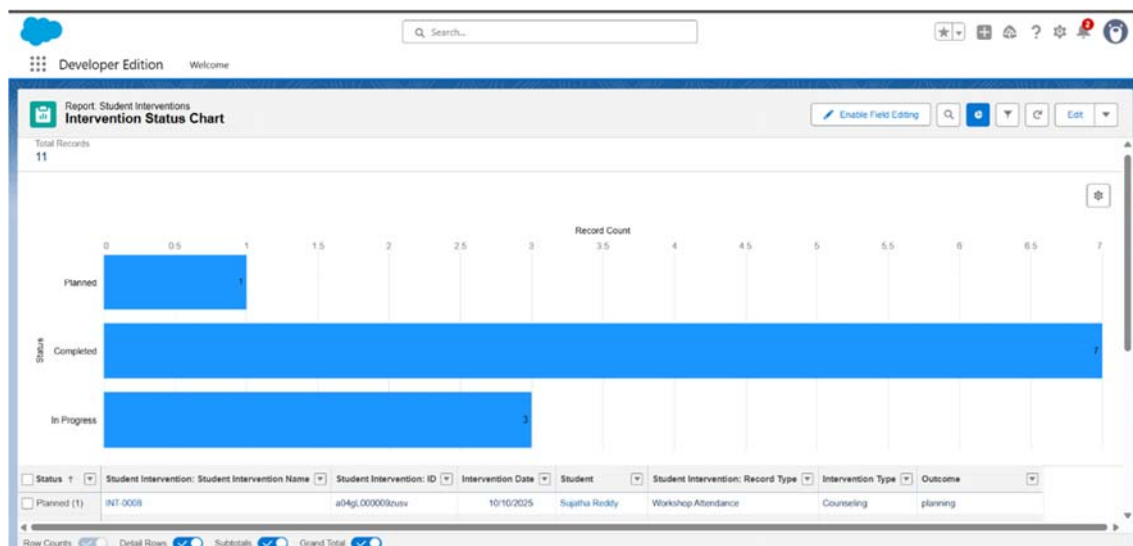 Search...
2
Developer Edition Welcome
Report: Student Interventions
Intervention Status Chart
Enable Field Editing
Edit
Total Records
11
Record Count
0 0.5 1 1.5 2 2.5 3 3.5 4 4.5 5 5.5 6 6.5 7
Status
Planned 1
Completed 7
In Progress 3
Status ↑ Student Intervention: Student Intervention Name Student Intervention: ID Intervention Date Student Student Intervention: Record Type Intervention Type Outcome
Planned (1) INT-0008 10/10/2025 Sujatha Reddy Workshop Attendance Counseling planning
Row Counts Detail Rows Subtotals Grand Total